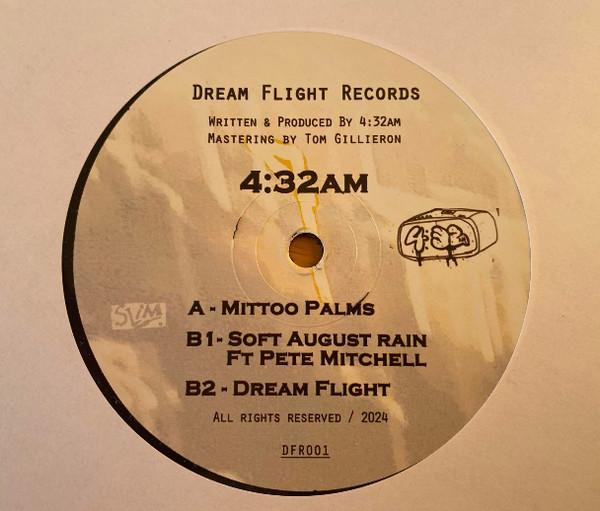 DREAM FLIGHT RECORDS
WRITTEN & PRODUCED BY 4:32AM
MASTERING BY TOM GILLIERON
4:32AM
SLIM
A - MITTOO PALMS
B1 - SOFT AUGUST RAIN
FT PETE MITCHELL
B2 - DREAM FLIGHT
ALL RIGHTS RESERVED / 2024
DFR001